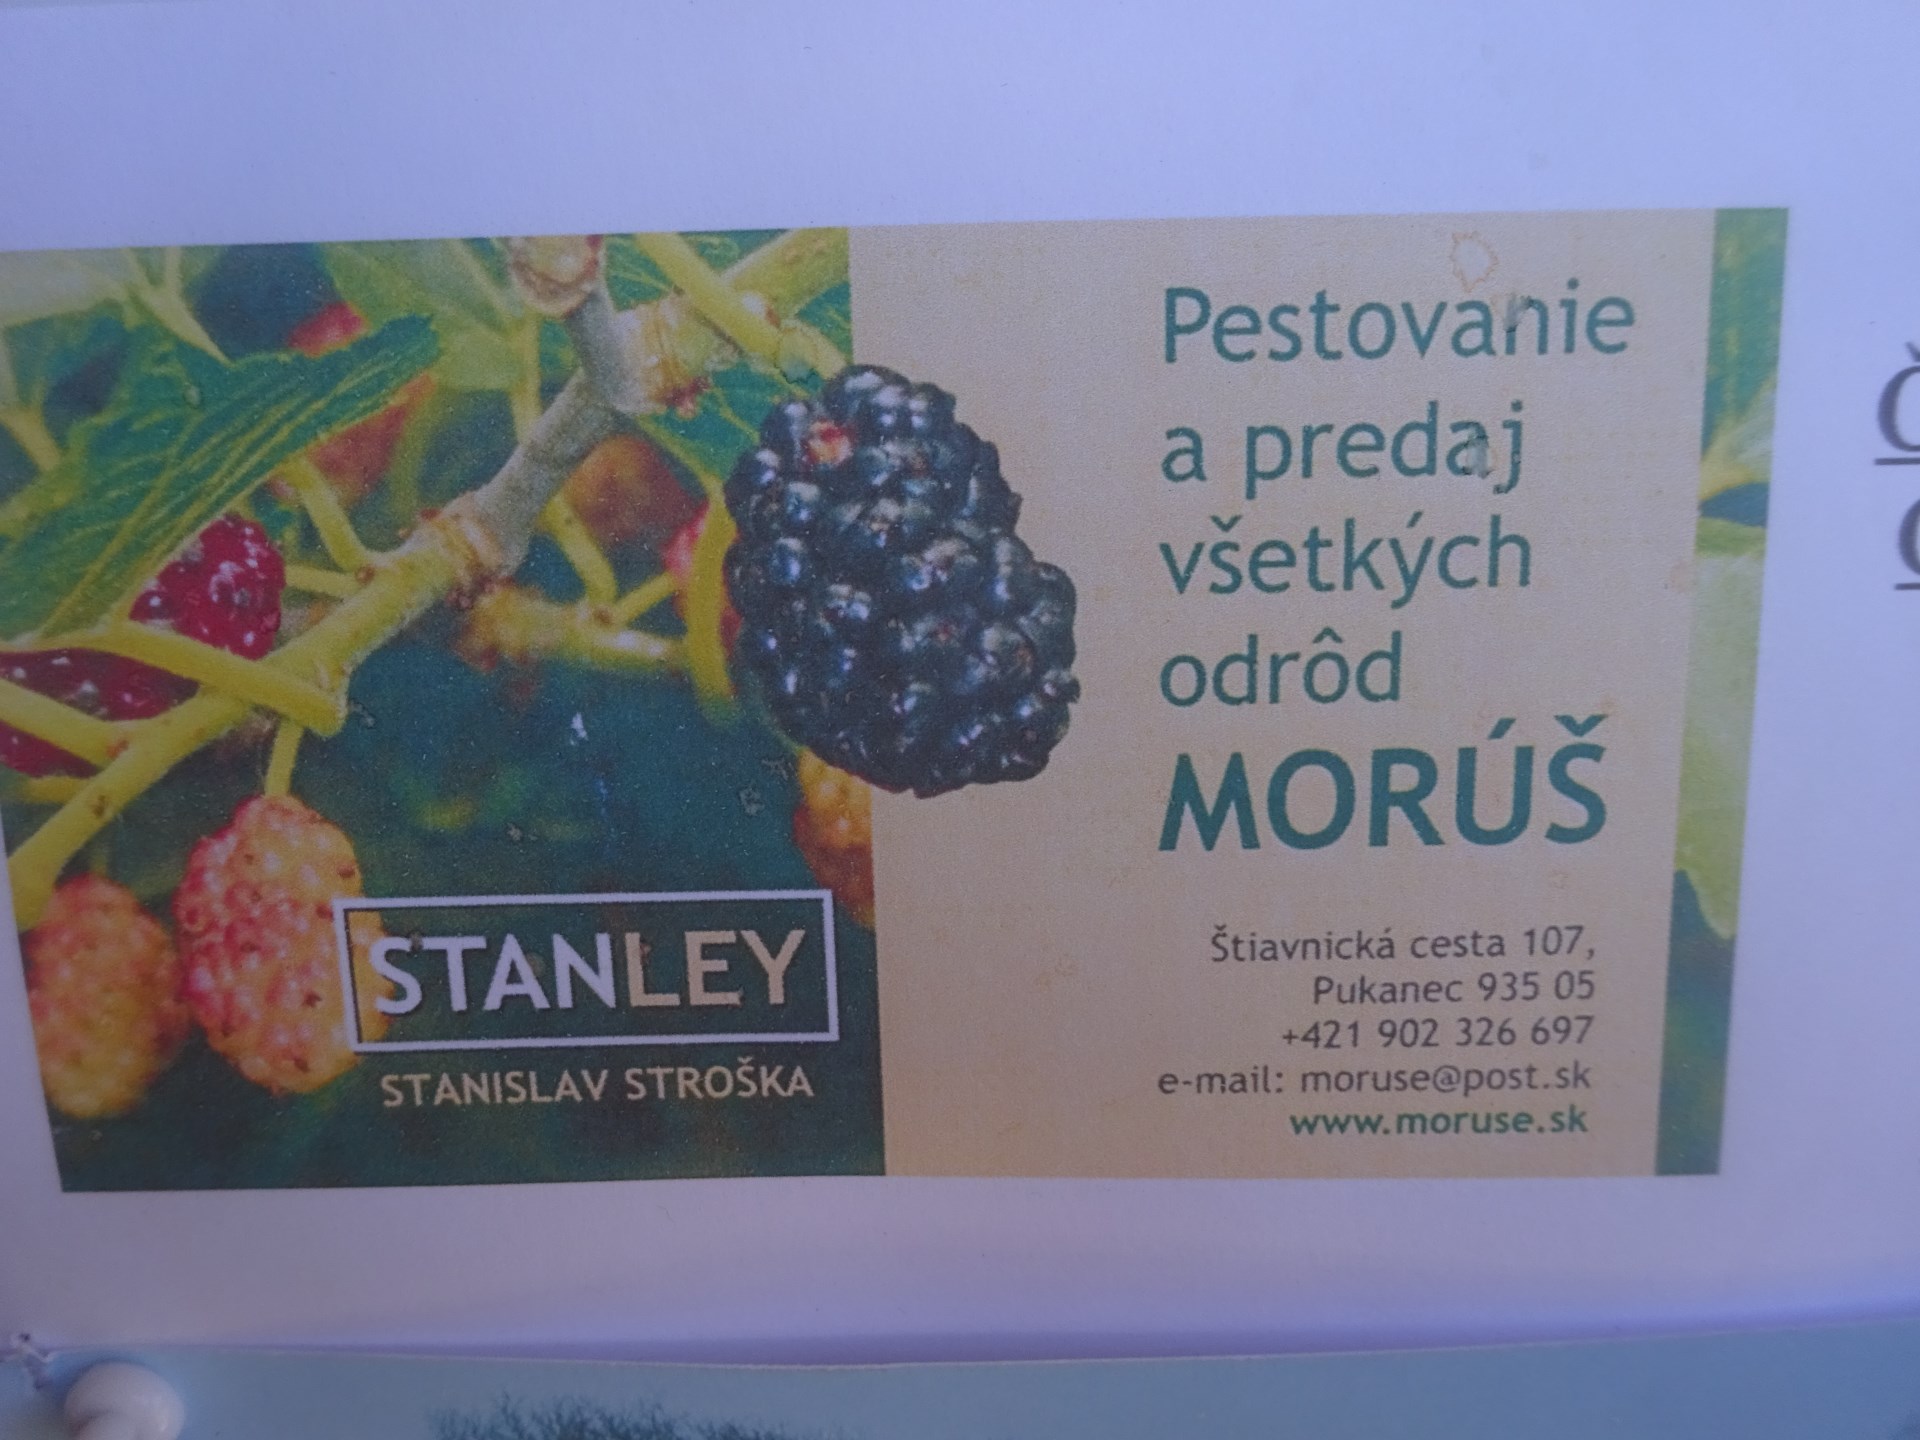 Pestovanie
a predaj
všetkých
odrôd
MORÚŠ
STANLEY
STANISLAV STROŠKA
Štiavnická cesta 107,
Pukanec 935 05
+421 902 326 697
e-mail: moruse@post.sk
www.moruse.sk